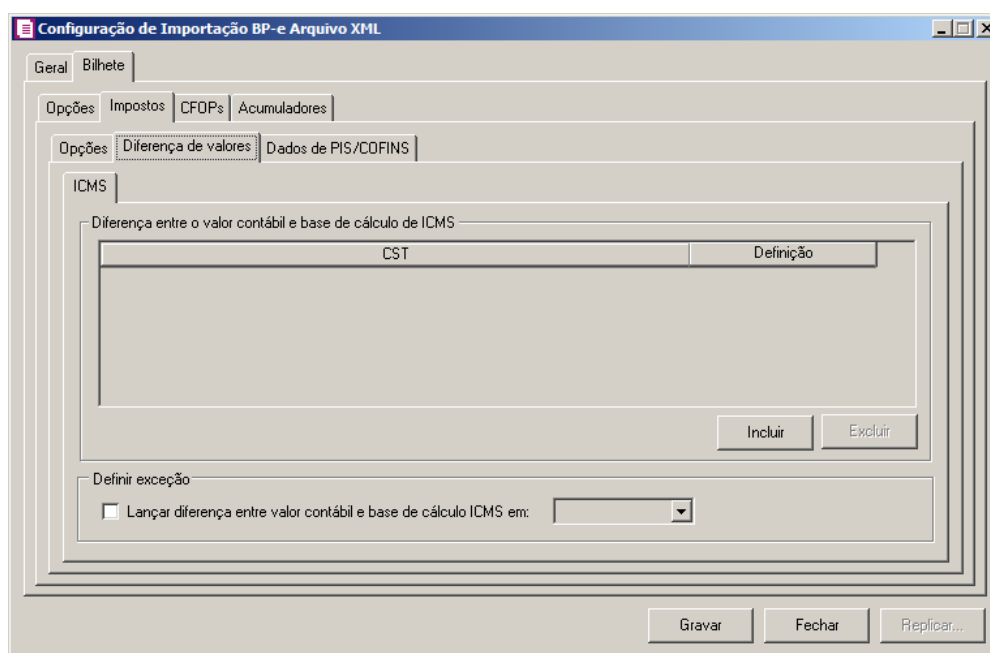 Configuração de Importação BP-e Arquivo XML
Geral Bilhete
Opções Impostos CFOPs Acumuladores
Opções Diferença de valores Dados de PIS/COFINS
ICMS
Diferença entre o valor contábil e base de cálculo de ICMS
CST Definição
Incluir Excluir
Definir exceção
Lançar diferença entre valor contábil e base de cálculo ICMS em:
Gravar Fechar Replicar...